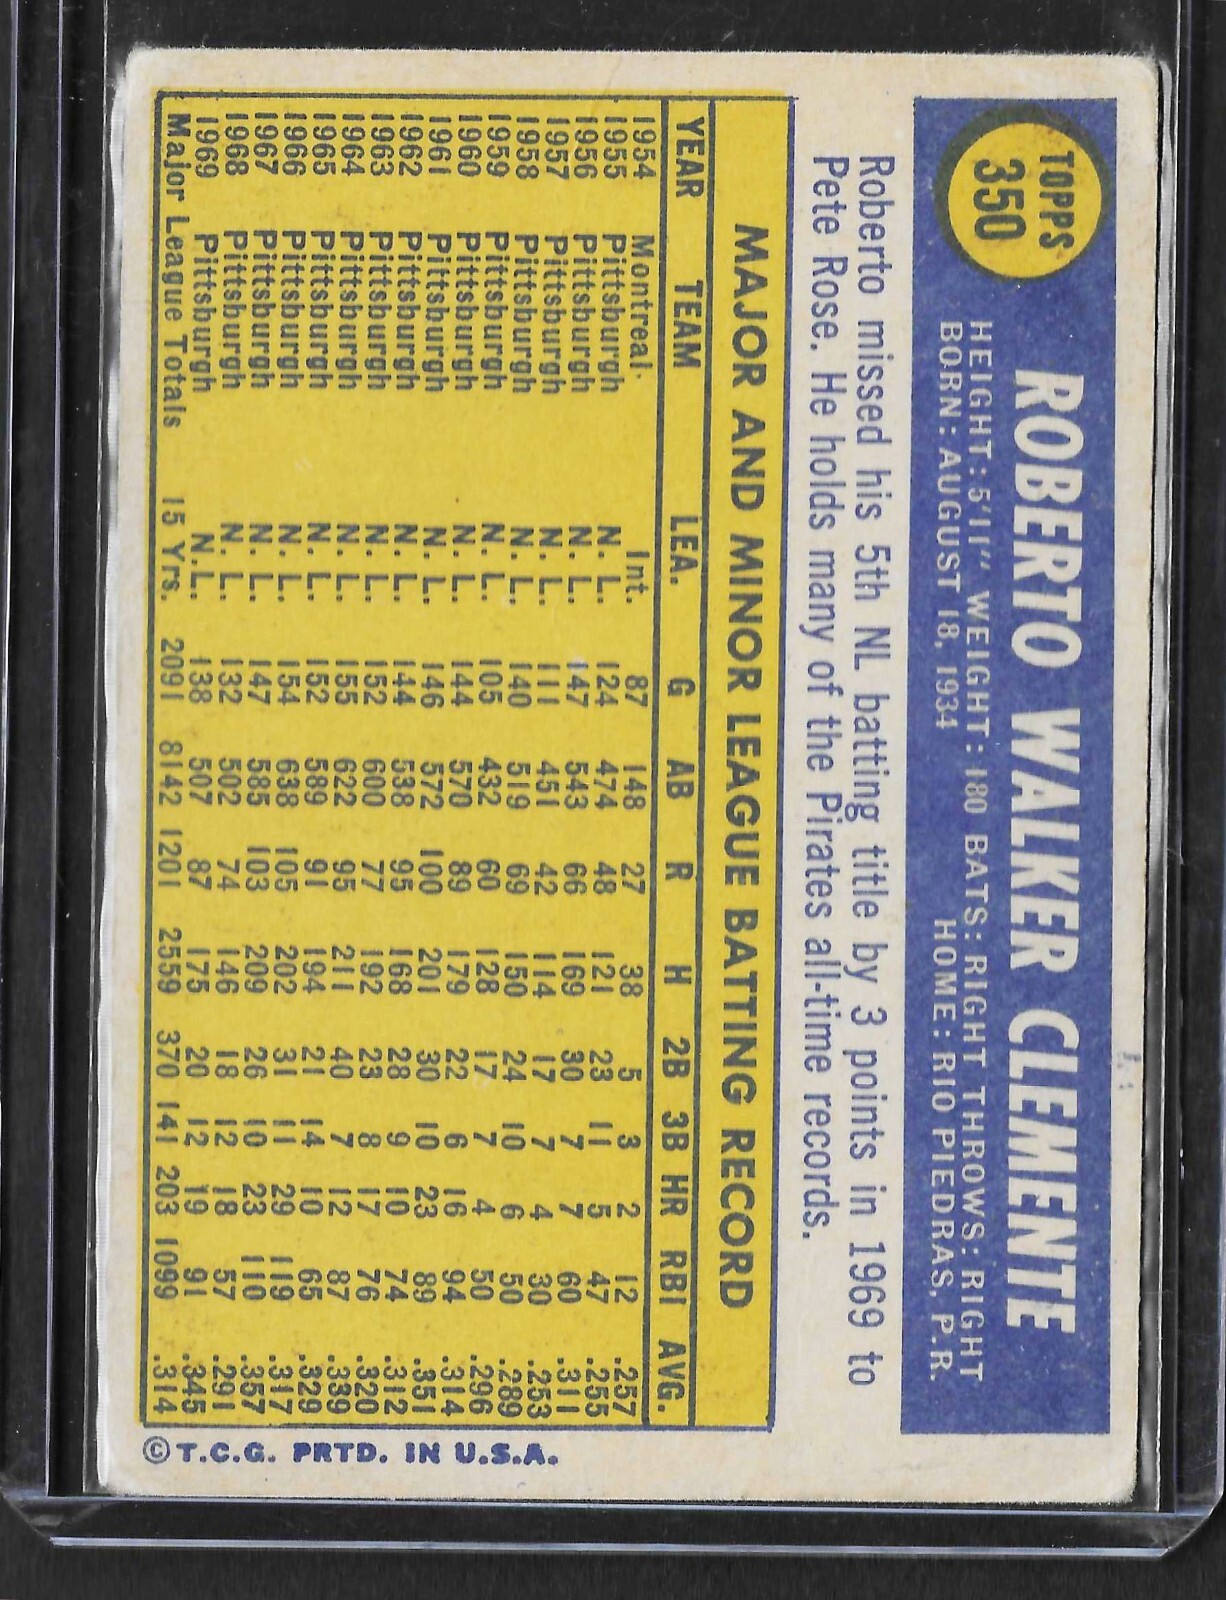 TOPPS
350
ROBERTO WALKER CLEMENTE
HEIGHT: 5'11" WEIGHT: 180 BATS: RIGHT THROWS: RIGHT
BORN: AUGUST 18, 1934 HOME: RIO PIEDRAS, P.R.
Roberto missed his 5th NL batting title by 3 points in 1969 to
Pete Rose. He holds many of the Pirates all-time records.
MAJOR AND MINOR LEAGUE BATTING RECORD
YEAR TEAM LEA. G AB R H 2B 3B HR RBI AVG.
1954 Montreal Int. 87 148 27 38 5 3 2 12 .257
1955 Pittsburgh N. L. 124 474 48 121 23 11 5 47 .255
1956 Pittsburgh N. L. 147 543 66 169 30 7 7 60 .311
1957 Pittsburgh N. L. 111 451 42 114 17 7 4 30 .253
1958 Pittsburgh N. L. 140 519 69 150 24 10 6 50 .289
1959 Pittsburgh N. L. 105 432 60 128 17 7 4 50 .296
1960 Pittsburgh N. L. 144 570 89 179 22 6 16 94 .314
1961 Pittsburgh N. L. 146 572 100 201 30 10 23 89 .351
1962 Pittsburgh N. L. 144 538 95 168 28 9 10 74 .312
1963 Pittsburgh N. L. 152 600 77 192 23 8 17 76 .320
1964 Pittsburgh N. L. 155 622 95 211 40 7 12 87 .339
1965 Pittsburgh N. L. 152 589 91 194 21 14 10 65 .329
1966 Pittsburgh N. L. 154 638 105 202 31 11 29 119 .317
1967 Pittsburgh N. L. 147 585 103 209 26 10 23 110 .357
1968 Pittsburgh N. L. 132 502 74 146 18 12 18 57 .291
1969 Pittsburgh N.L. 138 507 87 175 20 12 19 91 .345
Major League Totals 15 Yrs. 2091 8142 1201 2559 370 141 203 1099 .314
©T.C.G. PRTD. IN U.S.A.